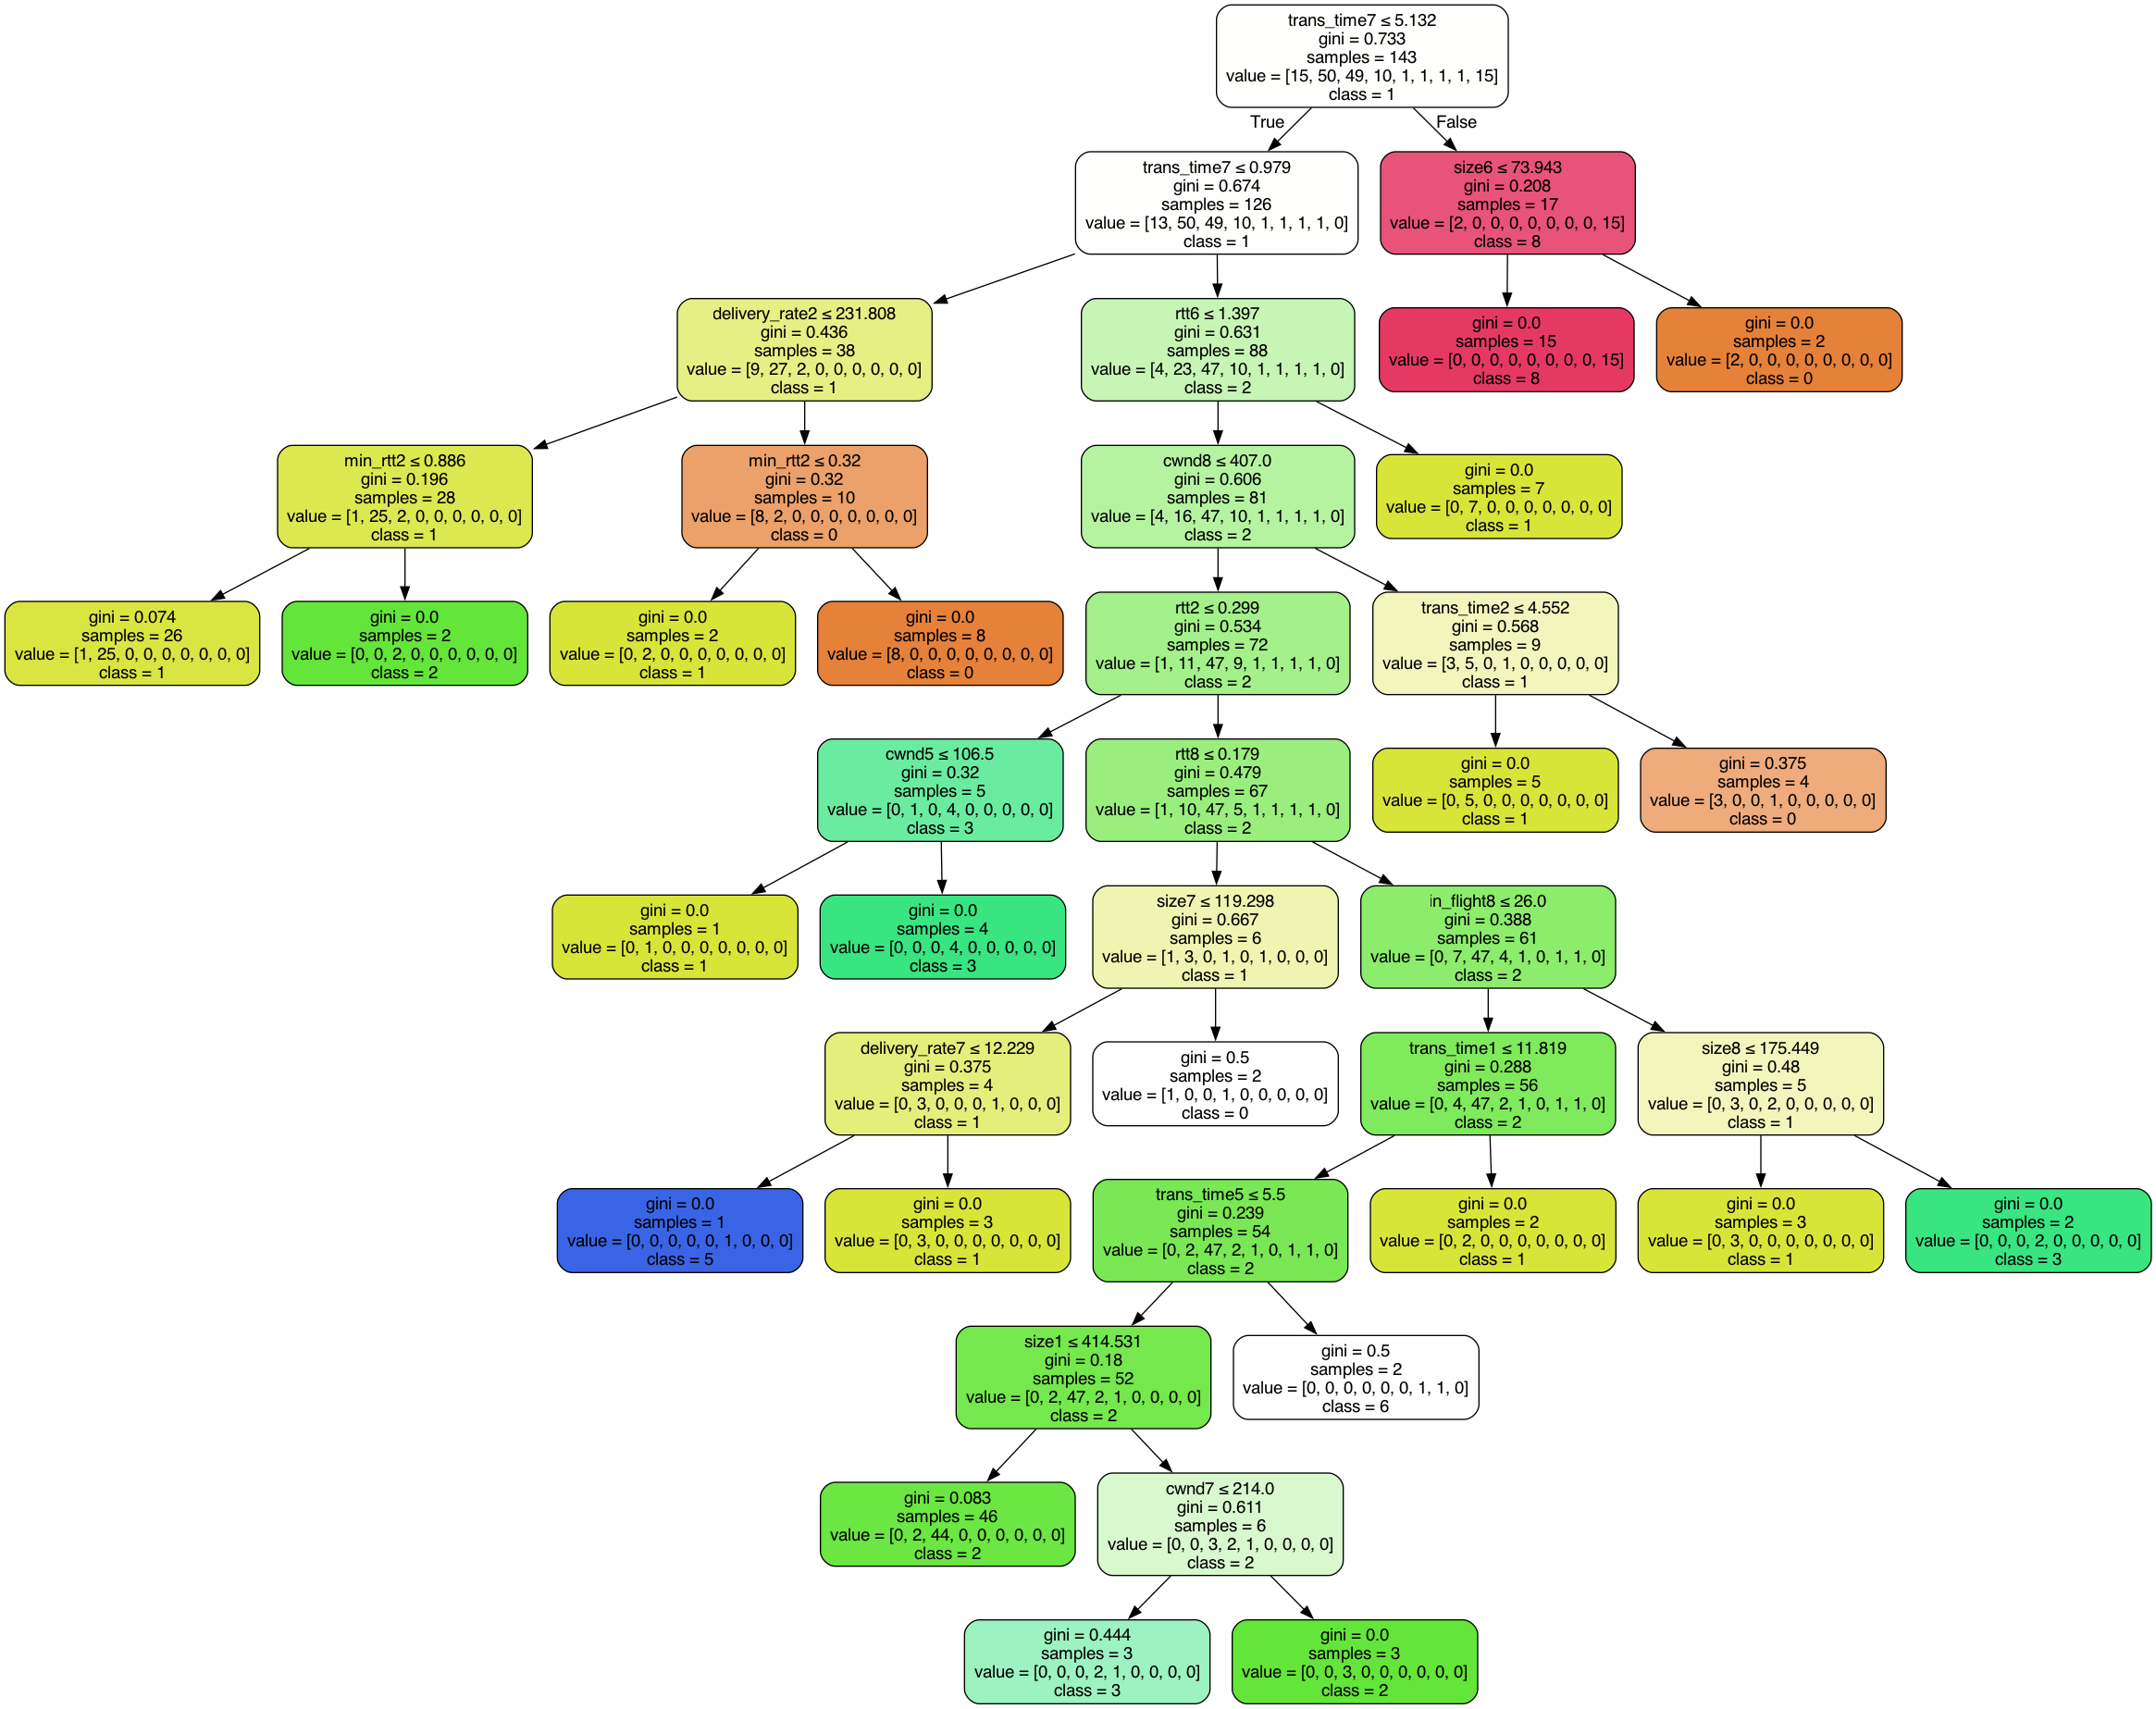 trans_time7 ≤ 5.132
gini = 0.733
samples = 143
value = [15, 50, 49, 10, 1, 1, 1, 1, 15]
class = 1
True
False
trans_time7 ≤ 0.979
gini = 0.674
samples = 126
value = [13, 50, 49, 10, 1, 1, 1, 1, 0]
class = 1
size6 ≤ 73.943
gini = 0.208
samples = 17
value = [2, 0, 0, 0, 0, 0, 0, 0, 15]
class = 8
delivery_rate2 ≤ 231.808
gini = 0.436
samples = 38
value = [9, 27, 2, 0, 0, 0, 0, 0, 0]
class = 1
rtt6 ≤ 1.397
gini = 0.631
samples = 88
value = [4, 23, 47, 10, 1, 1, 1, 1, 0]
class = 2
gini = 0.0
samples = 15
value = [0, 0, 0, 0, 0, 0, 0, 0, 15]
class = 8
gini = 0.0
samples = 2
value = [2, 0, 0, 0, 0, 0, 0, 0, 0]
class = 0
min_rtt2 ≤ 0.886
gini = 0.196
samples = 28
value = [1, 25, 2, 0, 0, 0, 0, 0, 0]
class = 1
min_rtt2 ≤ 0.32
gini = 0.32
samples = 10
value = [8, 2, 0, 0, 0, 0, 0, 0, 0]
class = 0
cwnd8 ≤ 407.0
gini = 0.606
samples = 81
value = [4, 16, 47, 10, 1, 1, 1, 1, 0]
class = 2
gini = 0.0
samples = 7
value = [0, 7, 0, 0, 0, 0, 0, 0, 0]
class = 1
gini = 0.074
samples = 26
value = [1, 25, 0, 0, 0, 0, 0, 0, 0]
class = 1
gini = 0.0
samples = 2
value = [0, 0, 2, 0, 0, 0, 0, 0, 0]
class = 2
gini = 0.0
samples = 2
value = [0, 2, 0, 0, 0, 0, 0, 0, 0]
class = 1
gini = 0.0
samples = 8
value = [8, 0, 0, 0, 0, 0, 0, 0, 0]
class = 0
rtt2 ≤ 0.299
gini = 0.534
samples = 72
value = [1, 11, 47, 9, 1, 1, 1, 1, 0]
class = 2
trans_time2 ≤ 4.552
gini = 0.568
samples = 9
value = [3, 5, 0, 1, 0, 0, 0, 0, 0]
class = 1
cwnd5 ≤ 106.5
gini = 0.32
samples = 5
value = [0, 1, 0, 4, 0, 0, 0, 0, 0]
class = 3
rtt8 ≤ 0.179
gini = 0.479
samples = 67
value = [1, 10, 47, 5, 1, 1, 1, 1, 0]
class = 2
gini = 0.0
samples = 5
value = [0, 5, 0, 0, 0, 0, 0, 0, 0]
class = 1
gini = 0.375
samples = 4
value = [3, 0, 0, 1, 0, 0, 0, 0, 0]
class = 0
gini = 0.0
samples = 1
value = [0, 1, 0, 0, 0, 0, 0, 0, 0]
class = 1
gini = 0.0
samples = 4
value = [0, 0, 0, 4, 0, 0, 0, 0, 0]
class = 3
size7 ≤ 119.298
gini = 0.667
samples = 6
value = [1, 3, 0, 1, 0, 1, 0, 0, 0]
class = 1
in_flight8 ≤ 26.0
gini = 0.388
samples = 61
value = [0, 7, 47, 4, 1, 0, 1, 1, 0]
class = 2
delivery_rate7 ≤ 12.229
gini = 0.375
samples = 4
value = [0, 3, 0, 0, 0, 1, 0, 0, 0]
class = 1
gini = 0.5
samples = 2
value = [1, 0, 0, 1, 0, 0, 0, 0, 0]
class = 0
trans_time1 ≤ 11.819
gini = 0.288
samples = 56
value = [0, 4, 47, 2, 1, 0, 1, 1, 0]
class = 2
size8 ≤ 175.449
gini = 0.48
samples = 5
value = [0, 3, 0, 2, 0, 0, 0, 0, 0]
class = 1
gini = 0.0
samples = 1
value = [0, 0, 0, 0, 0, 1, 0, 0, 0]
class = 5
gini = 0.0
samples = 3
value = [0, 3, 0, 0, 0, 0, 0, 0, 0]
class = 1
trans_time5 ≤ 5.5
gini = 0.239
samples = 54
value = [0, 2, 47, 2, 1, 0, 1, 1, 0]
class = 2
gini = 0.0
samples = 2
value = [0, 2, 0, 0, 0, 0, 0, 0, 0]
class = 1
gini = 0.0
samples = 3
value = [0, 3, 0, 0, 0, 0, 0, 0, 0]
class = 1
gini = 0.0
samples = 2
value = [0, 0, 0, 2, 0, 0, 0, 0, 0]
class = 3
size1 ≤ 414.531
gini = 0.18
samples = 52
value = [0, 2, 47, 2, 1, 0, 0, 0, 0]
class = 2
gini = 0.5
samples = 2
value = [0, 0, 0, 0, 0, 0, 1, 1, 0]
class = 6
gini = 0.083
samples = 46
value = [0, 2, 44, 0, 0, 0, 0, 0, 0]
class = 2
cwnd7 ≤ 214.0
gini = 0.611
samples = 6
value = [0, 0, 3, 2, 1, 0, 0, 0, 0]
class = 2
gini = 0.444
samples = 3
value = [0, 0, 0, 2, 1, 0, 0, 0, 0]
class = 3
gini = 0.0
samples = 3
value = [0, 0, 3, 0, 0, 0, 0, 0, 0]
class = 2